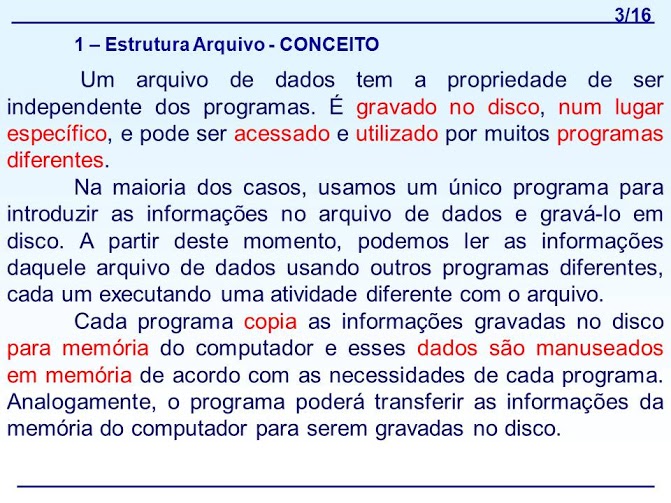 3/16
1 – Estrutura Arquivo - CONCEITO
Um arquivo de dados tem a propriedade de ser
independente dos programas. É gravado no disco, num lugar
específico, e pode ser acessado e utilizado por muitos programas
diferentes.
Na maioria dos casos, usamos um único programa para
introduzir as informações no arquivo de dados e gravá-lo em
disco. A partir deste momento, podemos ler as informações
daquele arquivo de dados usando outros programas diferentes,
cada um executando uma atividade diferente com o arquivo.
Cada programa copia as informações gravadas no disco
para memória do computador e esses dados são manuseados
em memória de acordo com as necessidades de cada programa.
Analogamente, o programa poderá transferir as informações da
memória do computador para serem gravadas no disco.